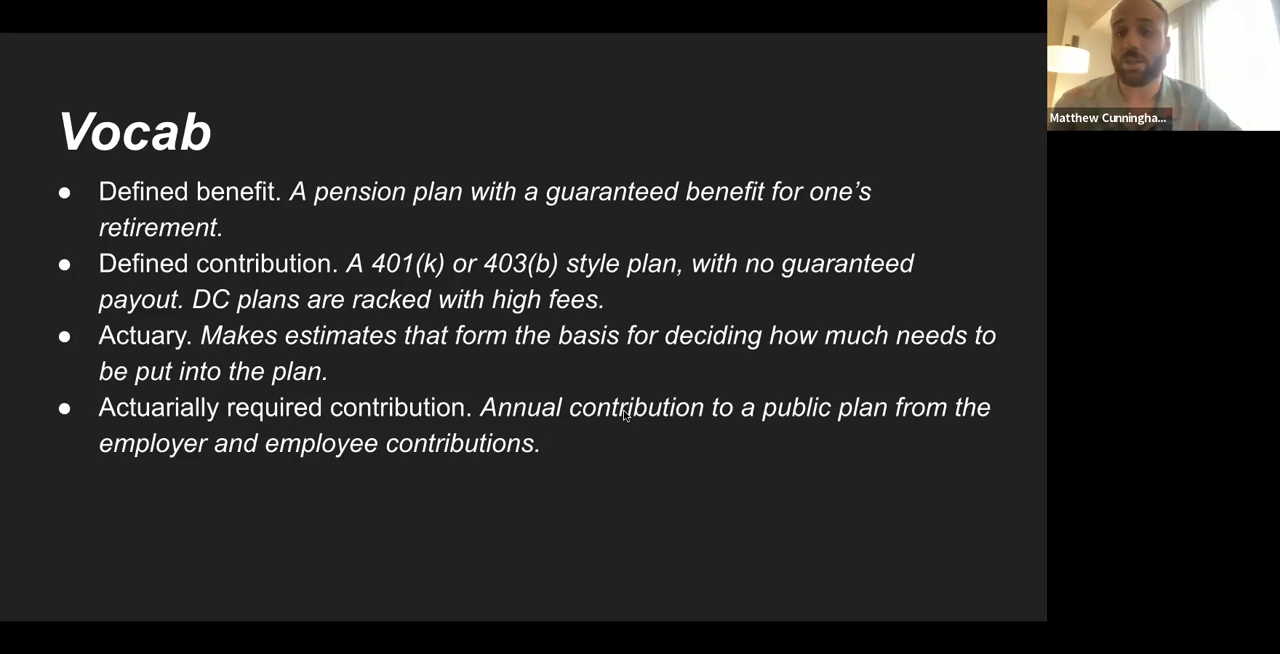 Vocab
● Defined benefit. A pension plan with a guaranteed benefit for one’s
retirement.
● Defined contribution. A 401(k) or 403(b) style plan, with no guaranteed
payout. DC plans are racked with high fees.
● Actuary. Makes estimates that form the basis for deciding how much needs to
be put into the plan.
● Actuarially required contribution. Annual contribution to a public plan from the
employer and employee contributions.
Matthew Cunningha...